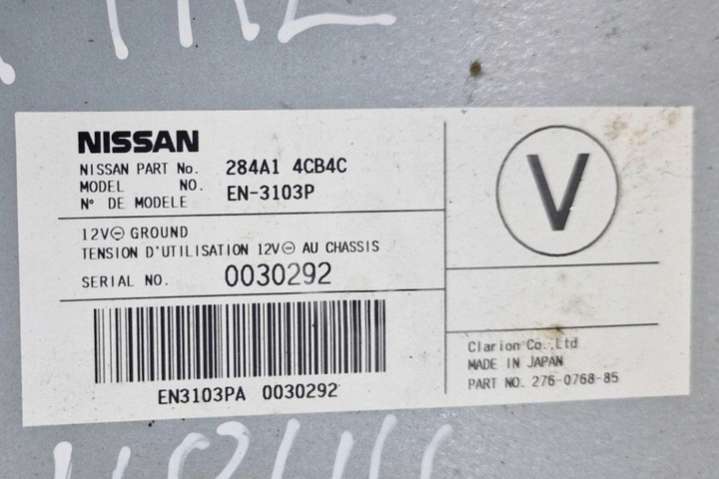 NISSAN
NISSAN PART No. 284A1 4CB4C
MODEL NO. EN-3103P
N° DE MODELE
12V⊖ GROUND
TENSION D'UTILISATION 12V⊖ AU CHASSIS
SERIAL NO. 0030292
EN3103PA 0030292
V
Clarion Co.,Ltd
MADE IN JAPAN
PART NO. 276-0768-85